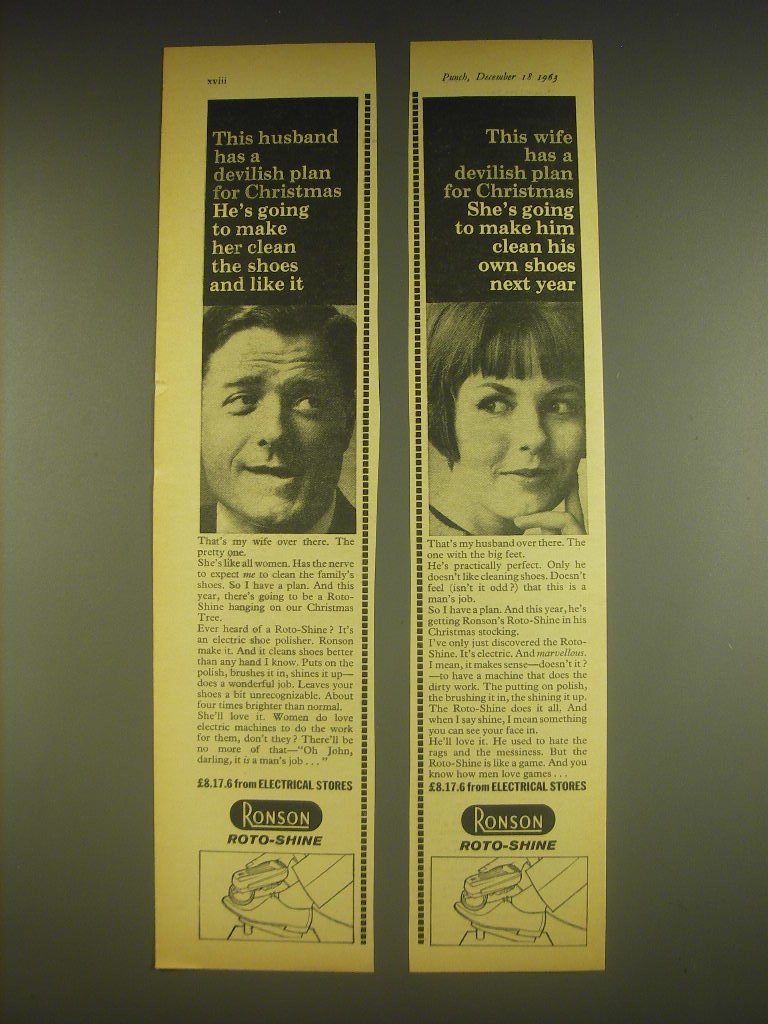 xviii
This husband
has a
devilish plan
for Christmas
He's going
to make
her clean
the shoes
and like it
That's my wife over there. The
pretty one.
She's like all women. Has the nerve
to expect me to clean the family's
shoes. So I have a plan. And this
year, there's going to be a Roto-
Shine hanging on our Christmas
Tree.
Ever heard of a Roto-Shine? It's
an electric shoe polisher. Ronson
make it. And it cleans shoes better
than any hand I know. Puts on the
polish, brushes it in, shines it up—
does a wonderful job. Leaves your
shoes a bit unrecognizable. About
four times brighter than normal.
She'll love it. Women do love
electric machines to do the work
for them, don't they? There'll be
no more of that—"Oh John,
darling, it is a man's job . . ."
£8.17.6 from ELECTRICAL STORES
RONSON
ROTO-SHINE
Punch, December 18 1963
This wife
has a
devilish plan
for Christmas
She's going
to make him
clean his
own shoes
next year
That's my husband over there. The
one with the big feet.
He's practically perfect. Only he
doesn't like cleaning shoes. Doesn't
feel (isn't it odd?) that this is a
man's job.
So I have a plan. And this year, he's
getting Ronson's Roto-Shine in his
Christmas stocking.
I've only just discovered the Roto-
Shine. It's electric. And marvellous.
I mean, it makes sense—doesn't it?
—to have a machine that does the
dirty work. The putting on polish,
the brushing it in, the shining it up.
The Roto-Shine does it all. And
when I say shine, I mean something
you can see your face in.
He'll love it. He used to hate the
rags and the messiness. But the
Roto-Shine is like a game. And you
know how men love games . . .
£8.17.6 from ELECTRICAL STORES
RONSON
ROTO-SHINE